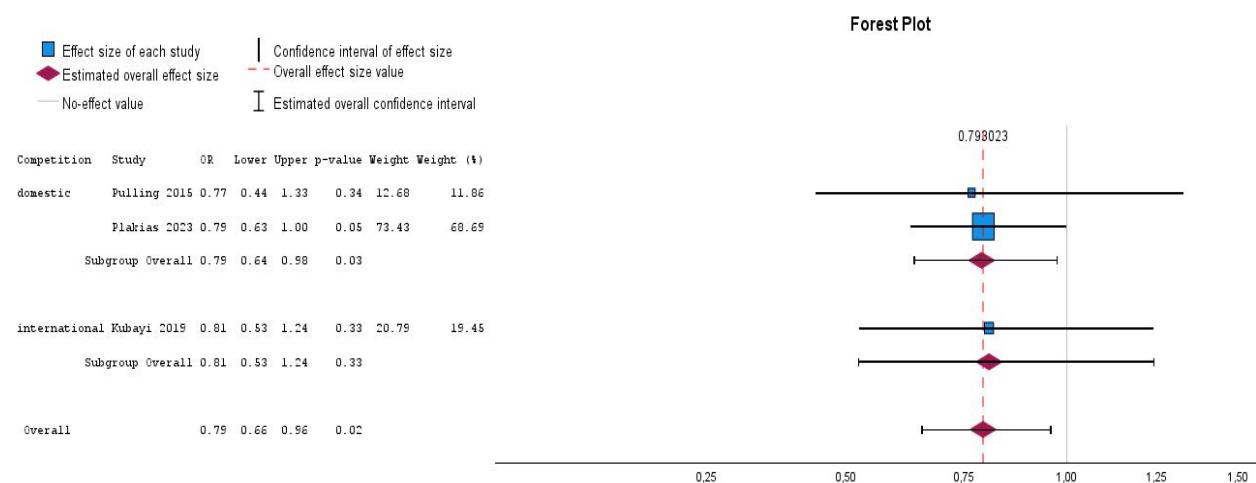 Forest Plot
Effect size of each study
Confidence interval of effect size
Estimated overall effect size
Overall effect size value
No-effect value
Estimated overall confidence interval
0.793023
Competition Study OR Lower Upper p-value Weight Weight (%)
domestic Pulling 2015 0.77 0.44 1.33 0.34 12.68 11.86
Plakias 2023 0.79 0.63 1.00 0.05 73.43 68.69
Subgroup Overall 0.79 0.64 0.98 0.03
international Kubayi 2019 0.81 0.53 1.24 0.33 20.79 19.45
Subgroup Overall 0.81 0.53 1.24 0.33
Overall 0.79 0.66 0.96 0.02
0,25 0,50 0,75 1,00 1,25 1,50